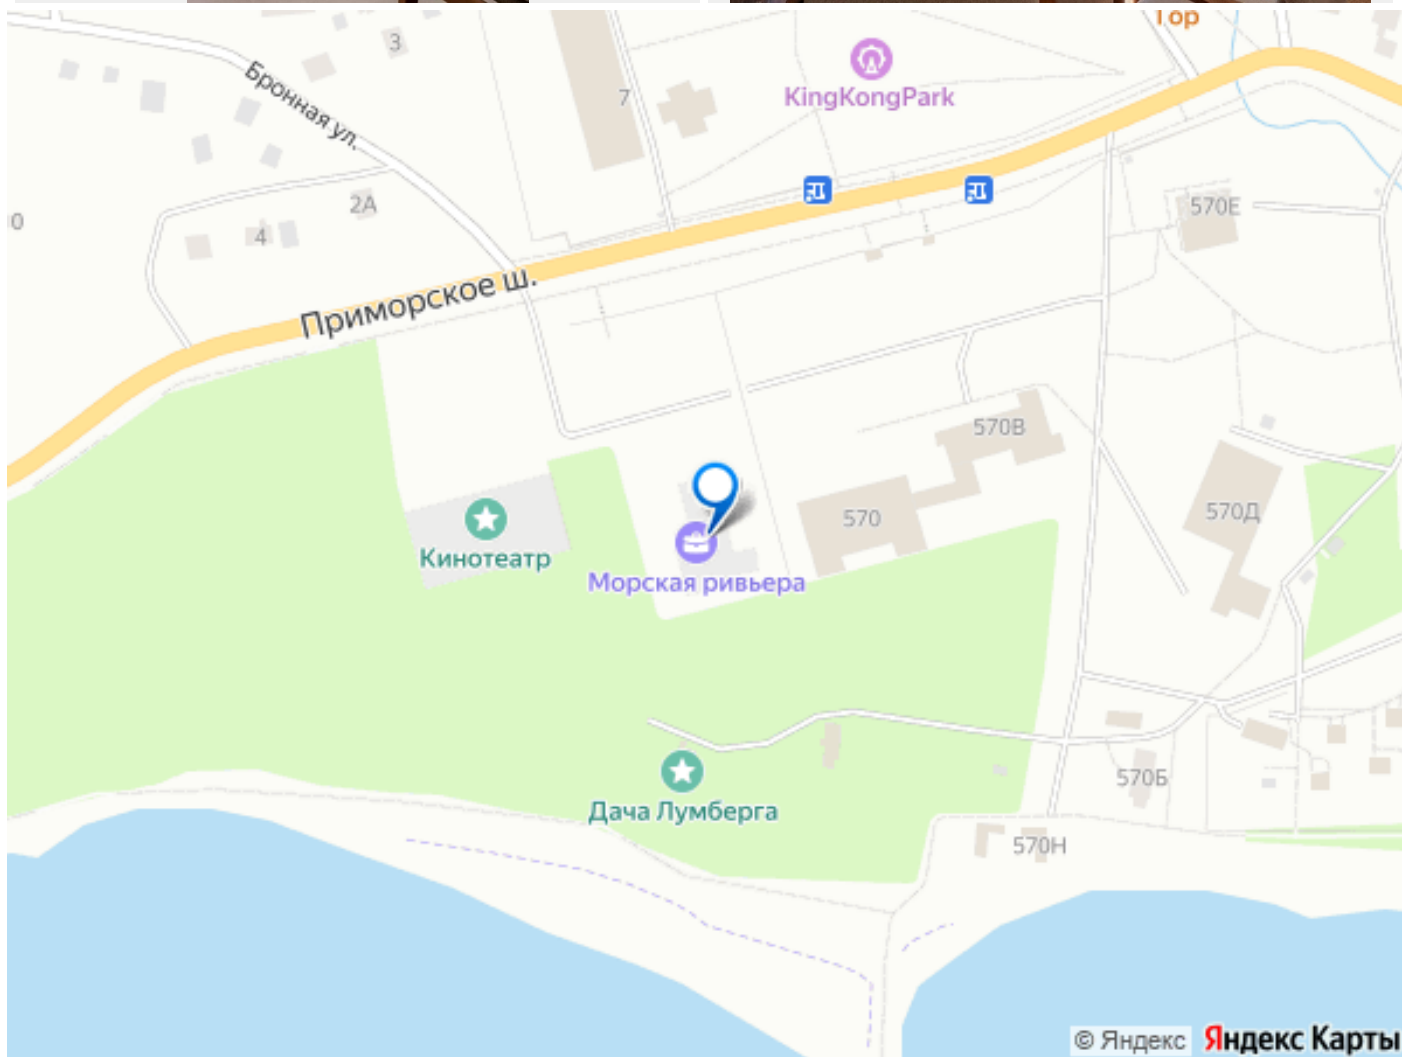 Гор
3
Бронная ул.
7
KingKongPark
2А
570Е
0
4
Приморское ш.
570В
570
570Д
Кинотеатр
Морская ривьера
570Б
Дача Лумберга
570Н
© Яндекс Яндекс Карты